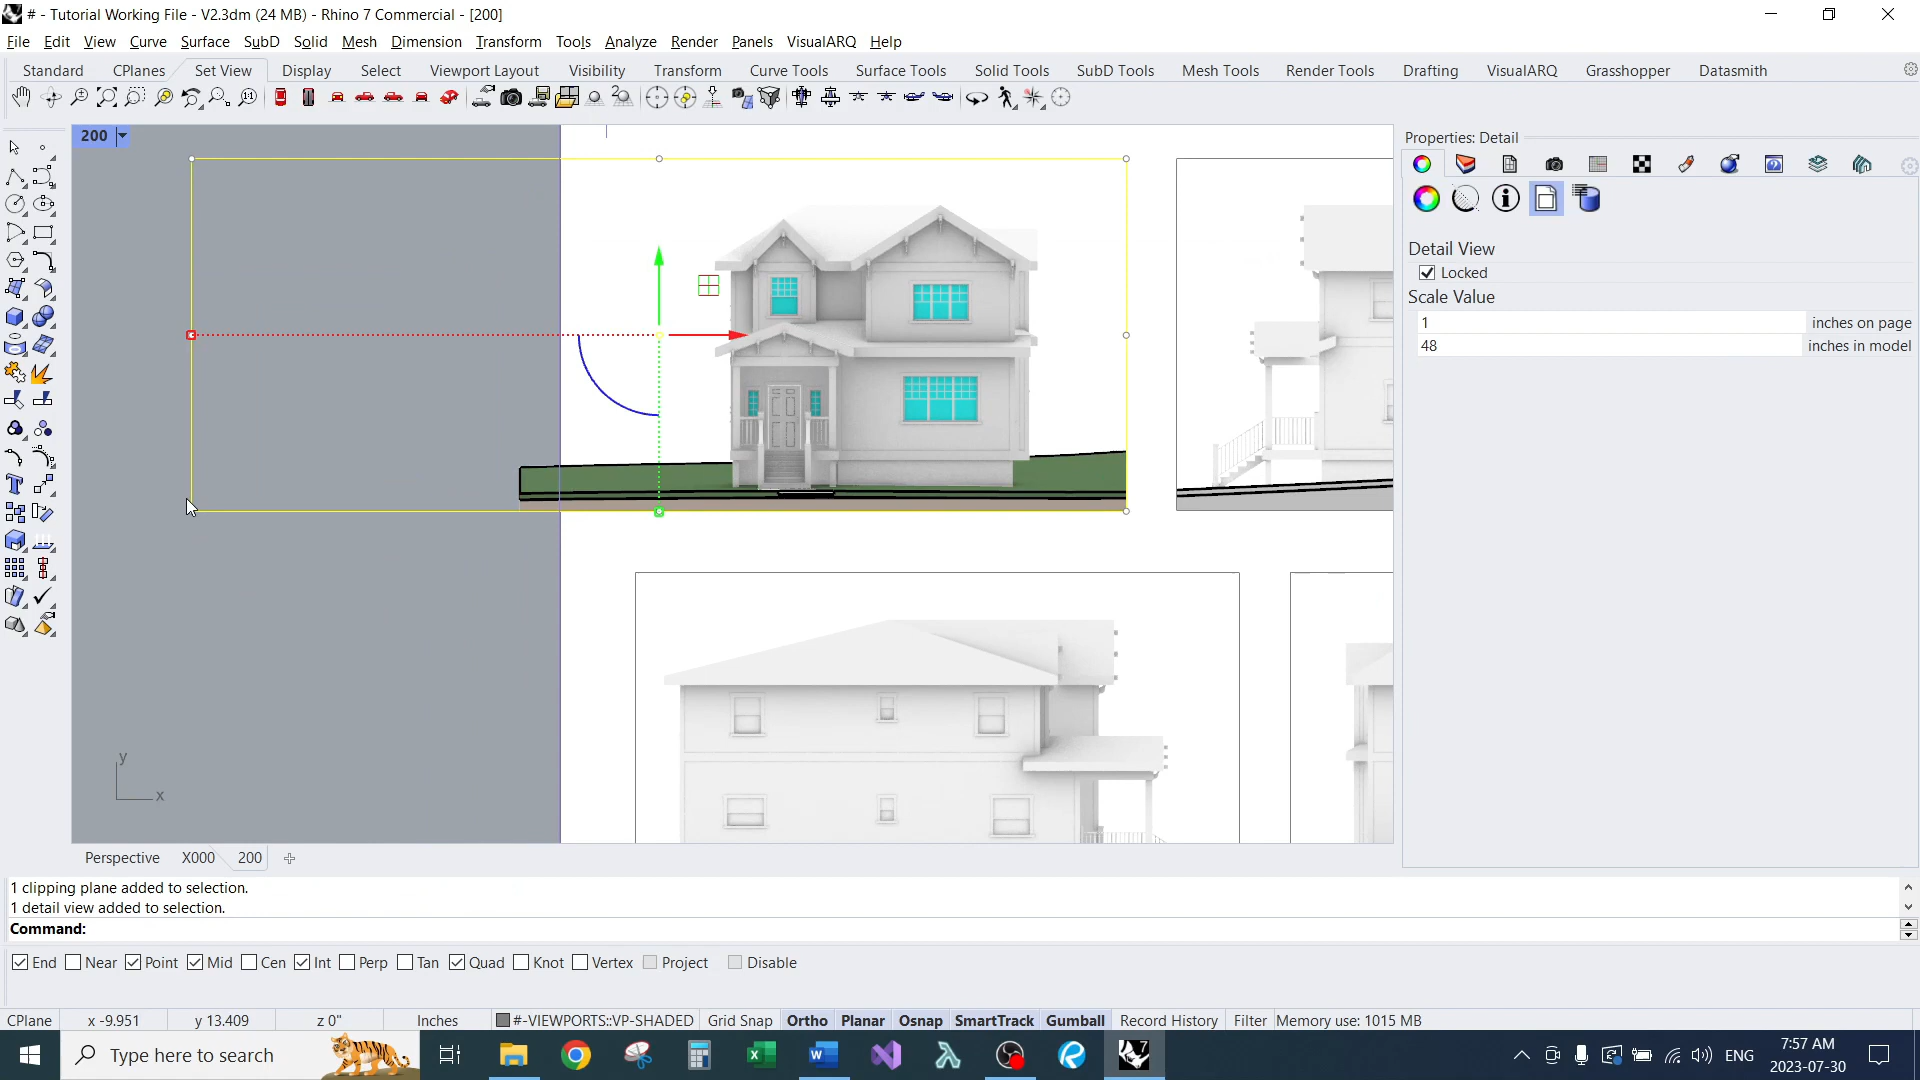 # - Tutorial Working File - V2.3dm (24 MB) - Rhino 7 Commercial - [200]
File Edit View Curve Surface SubD Solid Mesh Dimension Transform Tools Analyze Render Panels VisualARQ Help
Standard CPlanes Set View Display Select Viewport Layout Visibility Transform Curve Tools Surface Tools Solid Tools SubD Tools Mesh Tools Render Tools Drafting VisualARQ Grasshopper Datasmith
200
Properties: Detail
Detail View
Locked
Scale Value
1 inches on page
48 inches in model
y
x
Perspective X000 200
1 clipping plane added to selection.
1 detail view added to selection.
Command:
End Near Point Mid Cen Int Perp Tan Quad Knot Vertex Project Disable
CPlane x -9.951 y 13.409 z 0" Inches #-VIEWPORTS::VP-SHADED Grid Snap Ortho Planar Osnap SmartTrack Gumball Record History Filter Memory use: 1015 MB
Type here to search
ENG
7:57 AM
2023-07-30